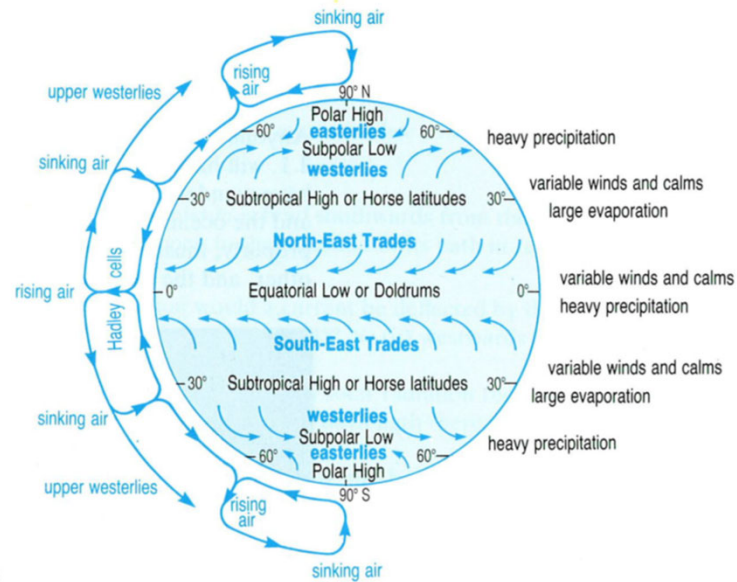 sinking air
rising
air
upper westerlies
90° N
Polar High
60° easterlies 60°
heavy precipitation
Subpolar Low
westerlies
sinking air
variable winds and calms
30° Subtropical High or Horse latitudes 30°
large evaporation
North-East Trades
cells
variable winds and calms
rising air
0° Equatorial Low or Doldrums 0°
heavy precipitation
Hadley
South-East Trades
variable winds and calms
30° Subtropical High or Horse latitudes 30°
large evaporation
sinking air
westerlies
Subpolar Low
heavy precipitation
60° easterlies 60°
Polar High
upper westerlies
90° S
rising
air
sinking air